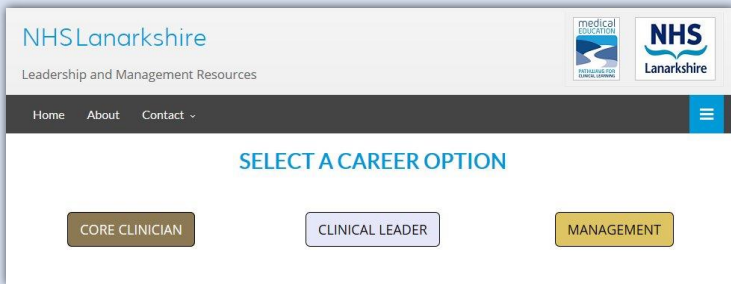 NHSLanarkshire
Leadership and Management Resources
medical
EDUCATION
PATHWAYS FOR
CLINICAL LEARNING
NHS
Lanarkshire
Home About Contact
SELECT A CAREER OPTION
CORE CLINICIAN CLINICAL LEADER MANAGEMENT